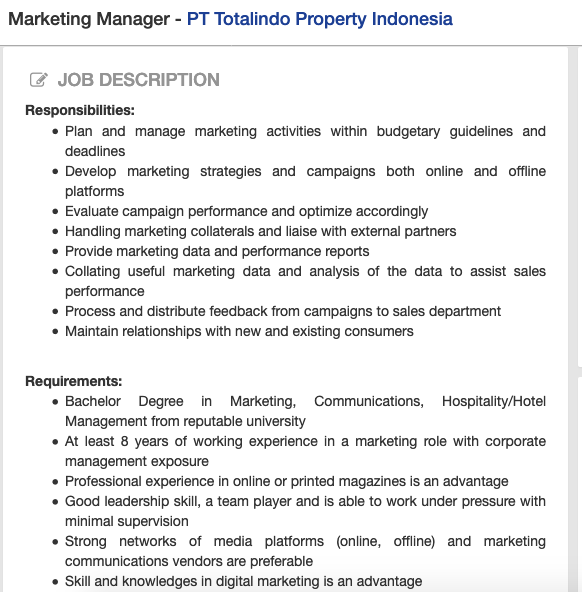 Marketing Manager - PT Totalindo Property Indonesia
JOB DESCRIPTION
Responsibilities:
• Plan and manage marketing activities within budgetary guidelines and
deadlines
• Develop marketing strategies and campaigns both online and offline
platforms
• Evaluate campaign performance and optimize accordingly
• Handling marketing collaterals and liaise with external partners
• Provide marketing data and performance reports
• Collating useful marketing data and analysis of the data to assist sales
performance
• Process and distribute feedback from campaigns to sales department
• Maintain relationships with new and existing consumers
Requirements:
• Bachelor Degree in Marketing, Communications, Hospitality/Hotel
Management from reputable university
• At least 8 years of working experience in a marketing role with corporate
management exposure
• Professional experience in online or printed magazines is an advantage
• Good leadership skill, a team player and is able to work under pressure with
minimal supervision
• Strong networks of media platforms (online, offline) and marketing
communications vendors are preferable
• Skill and knowledges in digital marketing is an advantage